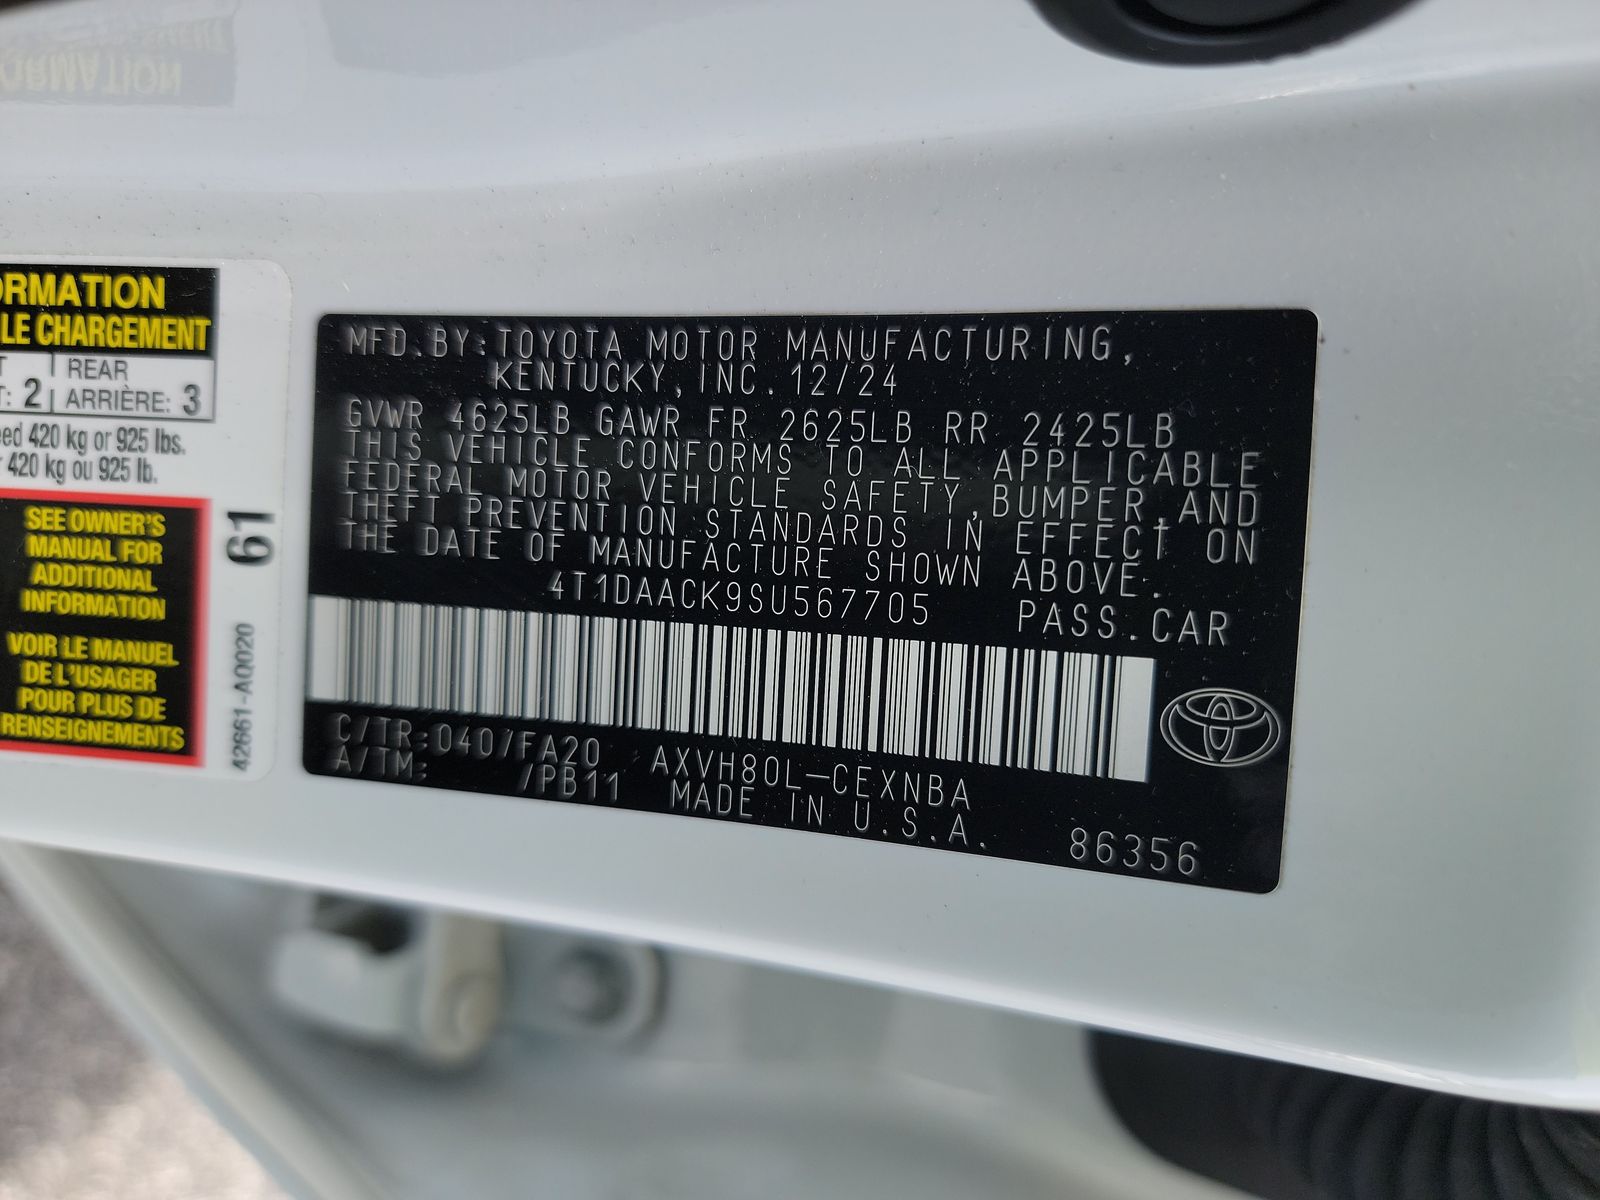 ORMATION
LE CHARGEMENT
REAR
: 2 ARRIÈRE: 3
420 kg or 925 lbs.
420 kg ou 925 lb.
SEE OWNER'S
MANUAL FOR
ADDITIONAL
INFORMATION
VOIR LE MANUEL
DE L'USAGER
POUR PLUS DE
RENSEIGNEMENTS
61
42661-AQ020
MFD.BY:TOYOTA MOTOR MANUFACTURING,
KENTUCKY,INC.12/24
GVWR 4625LB GAWR FR 2625LB RR 2425LB
THIS VEHICLE CONFORMS TO ALL APPLICABLE
FEDERAL MOTOR VEHICLE SAFETY,BUMPER,AND
THEFT PREVENTION STANDARDS IN EFFECT ON
THE DATE OF MANUFACTURE SHOWN ABOVE.
4T1DAACK9SU567705 PASS.CAR
C/TR:040/FA20 AXVH80L-CEXNBA
A/TM: /PB11 MADE IN U.S.A.
86356